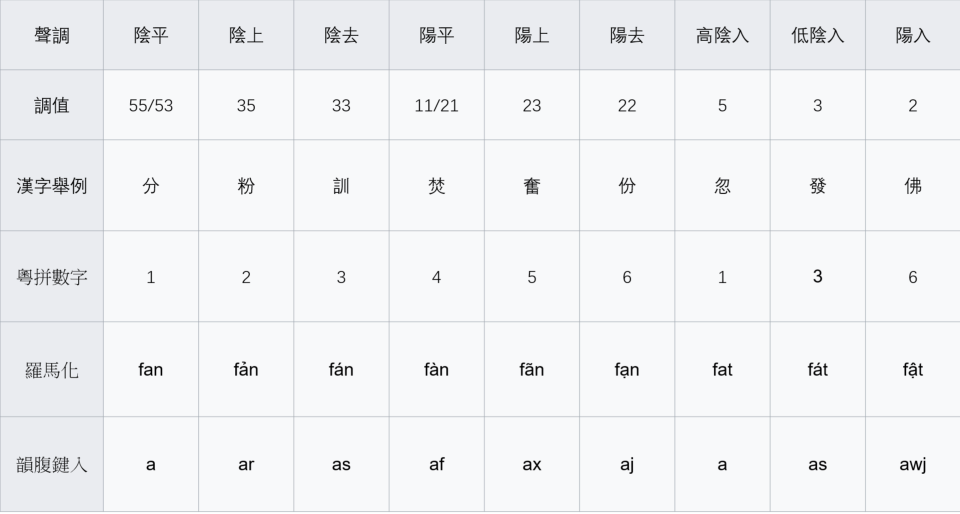 聲調 陰平 陰上 陰去 陽平 陽上 陽去 高陰入 低陰入 陽入
調值 55/53 35 33 11/21 23 22 5 3 2
漢字舉例 分 粉 訓 焚 奮 份 忽 發 佛
粵拼數字 1 2 3 4 5 6 1 3 6
羅馬化 fan fản fán fàn fãn fạn fat fát fật
韻腹鍵入 a ar as af ax aj a as awj